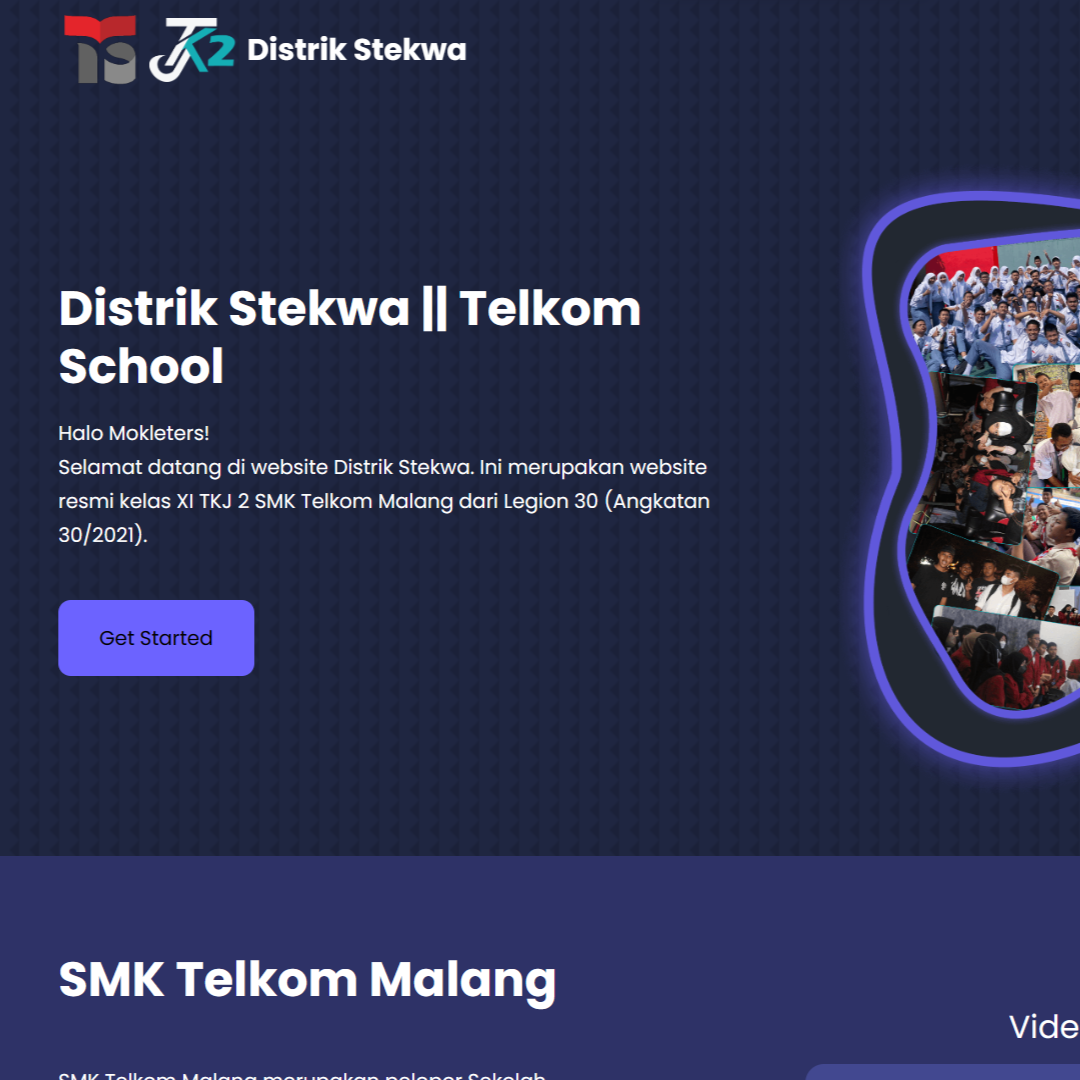 Distrik Stekwa
Distrik Stekwa || Telkom
School
Halo Mokleters!
Selamat datang di website Distrik Stekwa. Ini merupakan website
resmi kelas XI TKJ 2 SMK Telkom Malang dari Legion 30 (Angkatan
30/2021).
Get Started
SMK Telkom Malang
Vide
SMK Telkom Malang merupakan pelopor Sekolah